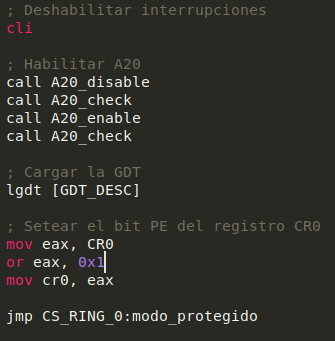 ; Deshabilitar interrupciones
cli
; Habilitar A20
call A20_disable
call A20_check
call A20_enable
call A20_check
; Cargar la GDT
lgdt [GDT_DESC]
; Setear el bit PE del registro CR0
mov eax, CR0
or eax, 0x1
mov cr0, eax
jmp CS_RING_0:modo_protegido